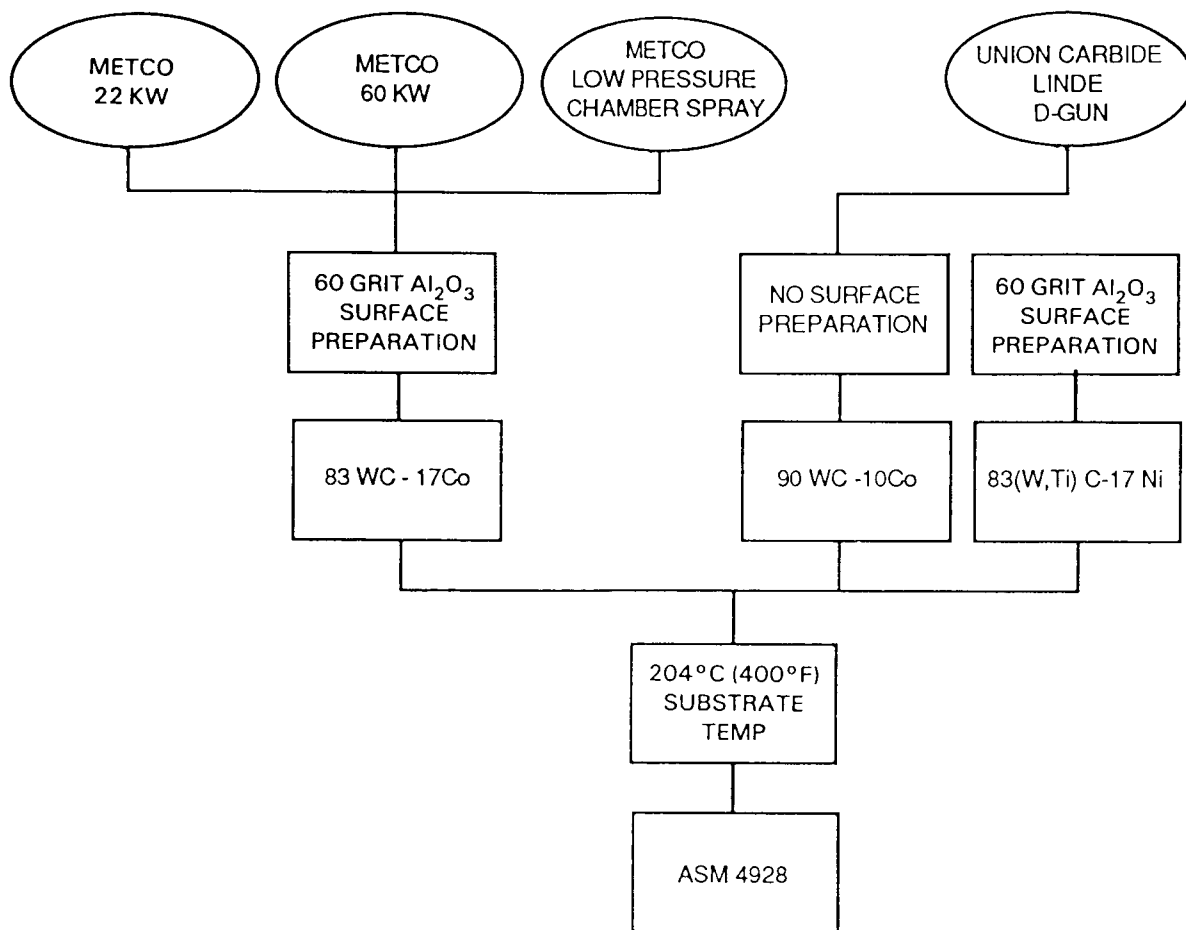 METCO
22 KW
METCO
60 KW
METCO
LOW PRESSURE
CHAMBER SPRAY
UNION CARBIDE
LINDE
D-GUN
60 GRIT Al₂O₃
SURFACE
PREPARATION
NO SURFACE
PREPARATION
60 GRIT Al₂O₃
SURFACE
PREPARATION
83 WC - 17Co
90 WC -10Co
83(W,Ti) C-17 Ni
204°C (400°F)
SUBSTRATE
TEMP
ASM 4928